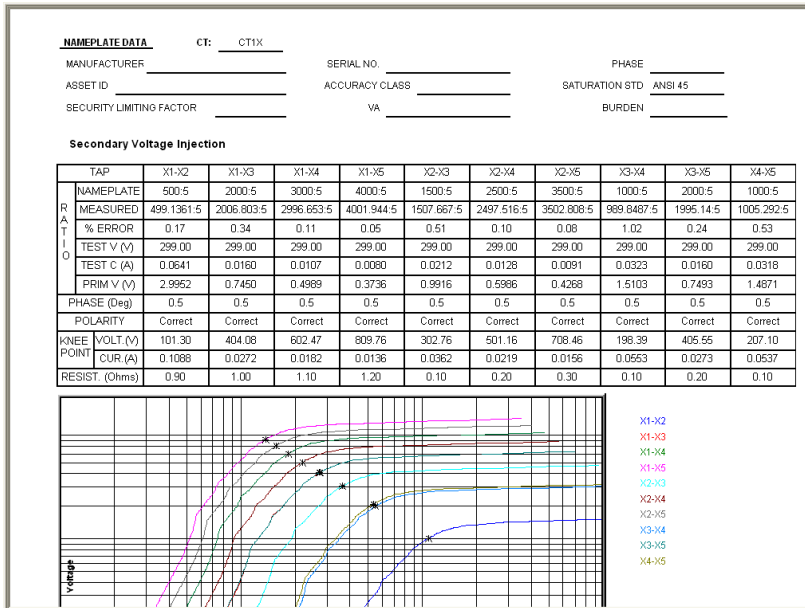 NAMEPLATE DATA CT: CT1X
MANUFACTURER SERIAL NO. PHASE
ASSET ID ACCURACY CLASS SATURATION STD ANSI 45
SECURITY LIMITING FACTOR VA BURDEN
Secondary Voltage Injection
TAP X1-X2 X1-X3 X1-X4 X1-X5 X2-X3 X2-X4 X2-X5 X3-X4 X3-X5 X4-X5
RATIO
NAMEPLATE 500:5 2000:5 3000:5 4000:5 1500:5 2500:5 3500:5 1000:5 2000:5 1000:5
MEASURED 499.1361:5 2006.803:5 2996.653:5 4001.944:5 1507.667:5 2497.516:5 3502.808:5 989.8487:5 1995.14:5 1005.292:5
% ERROR 0.17 0.34 0.11 0.05 0.51 0.10 0.08 1.02 0.24 0.53
TEST V (V) 299.00 299.00 299.00 299.00 299.00 299.00 299.00 299.00 299.00 299.00
TEST C (A) 0.0641 0.0160 0.0107 0.0080 0.0212 0.0128 0.0091 0.0323 0.0160 0.0318
PRIM V (V) 2.9952 0.7450 0.4989 0.3736 0.9916 0.5986 0.4268 1.5103 0.7493 1.4871
PHASE (Deg) 0.5 0.5 0.5 0.5 0.5 0.5 0.5 0.5 0.5 0.5
POLARITY Correct Correct Correct Correct Correct Correct Correct Correct Correct Correct
KNEE POINT
VOLT.(V) 101.30 404.08 602.47 809.76 302.76 501.16 708.46 198.39 405.55 207.10
CUR.(A) 0.1088 0.0272 0.0182 0.0136 0.0362 0.0219 0.0156 0.0553 0.0273 0.0537
RESIST. (Ohms) 0.90 1.00 1.10 1.20 0.10 0.20 0.30 0.10 0.20 0.10
Voltage
X1-X2
X1-X3
X1-X4
X1-X5
X2-X3
X2-X4
X2-X5
X3-X4
X3-X5
X4-X5